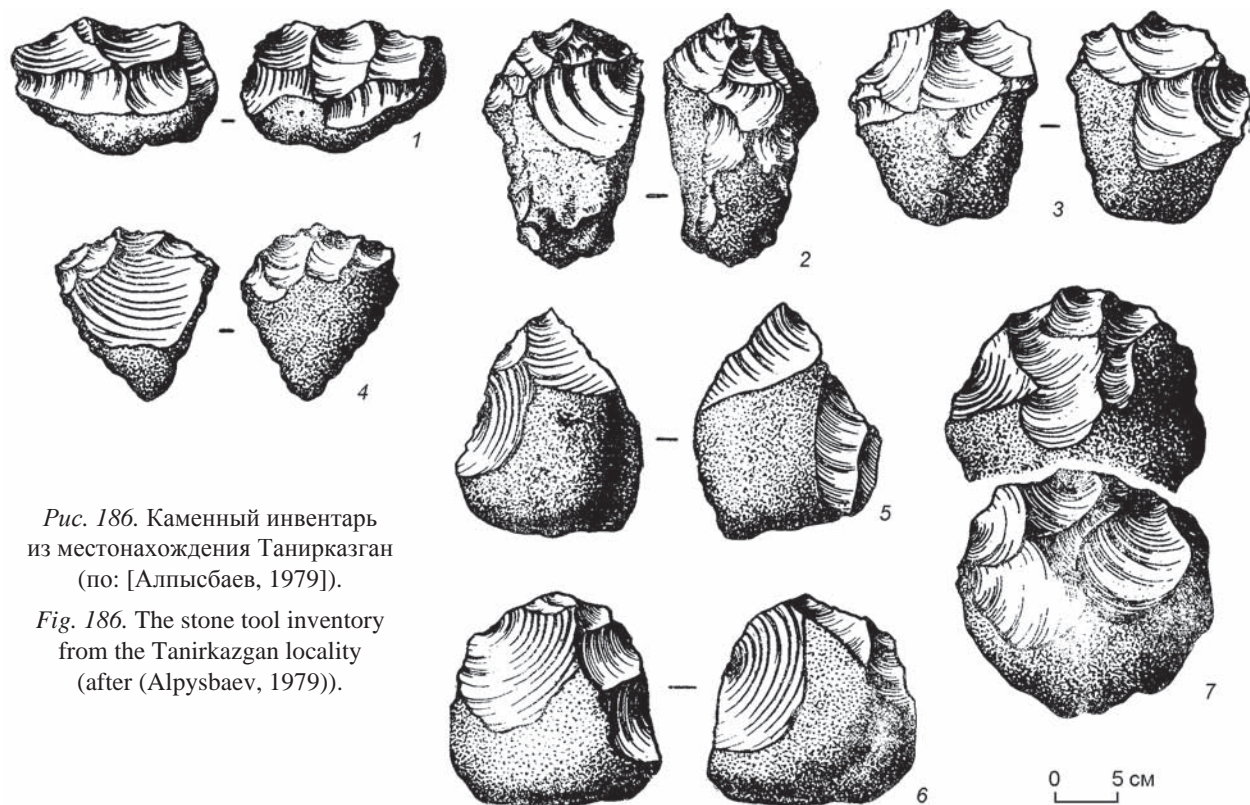 1
2
3
4
5
6
7
Рис. 186. Каменный инвентарь
из местонахождения Танирказган
(по: [Алпысбаев, 1979]).
Fig. 186. The stone tool inventory
from the Tanirkazgan locality
(after (Alpysbaev, 1979)).
0 5 см